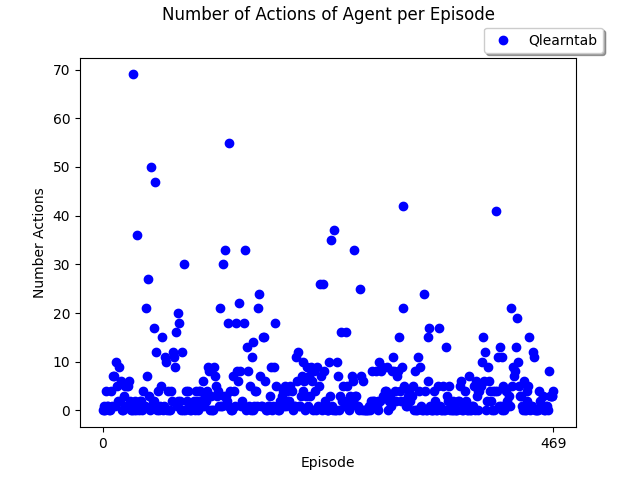 Number of Actions of Agent per Episode
Qlearntab
70
60
50
40
30
20
10
0
Number Actions
0 469
Episode